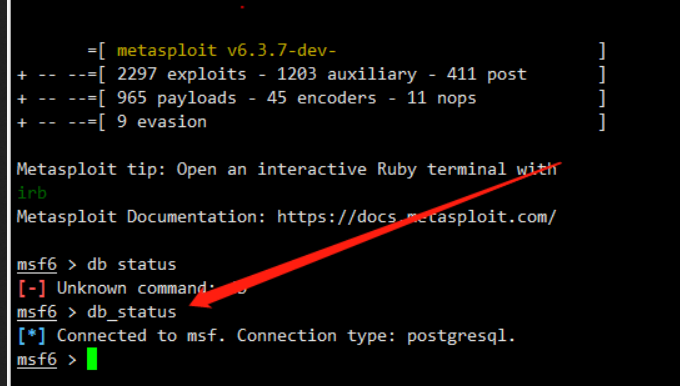 =[ metasploit v6.3.7-dev- ]
+ -- --=[ 2297 exploits - 1203 auxiliary - 411 post ]
+ -- --=[ 965 payloads - 45 encoders - 11 nops ]
+ -- --=[ 9 evasion ]
Metasploit tip: Open an interactive Ruby terminal with
irb
Metasploit Documentation: https://docs.metasploit.com/
msf6 > db status
[-] Unknown command:
msf6 > db_status
[*] Connected to msf. Connection type: postgresql.
msf6 >